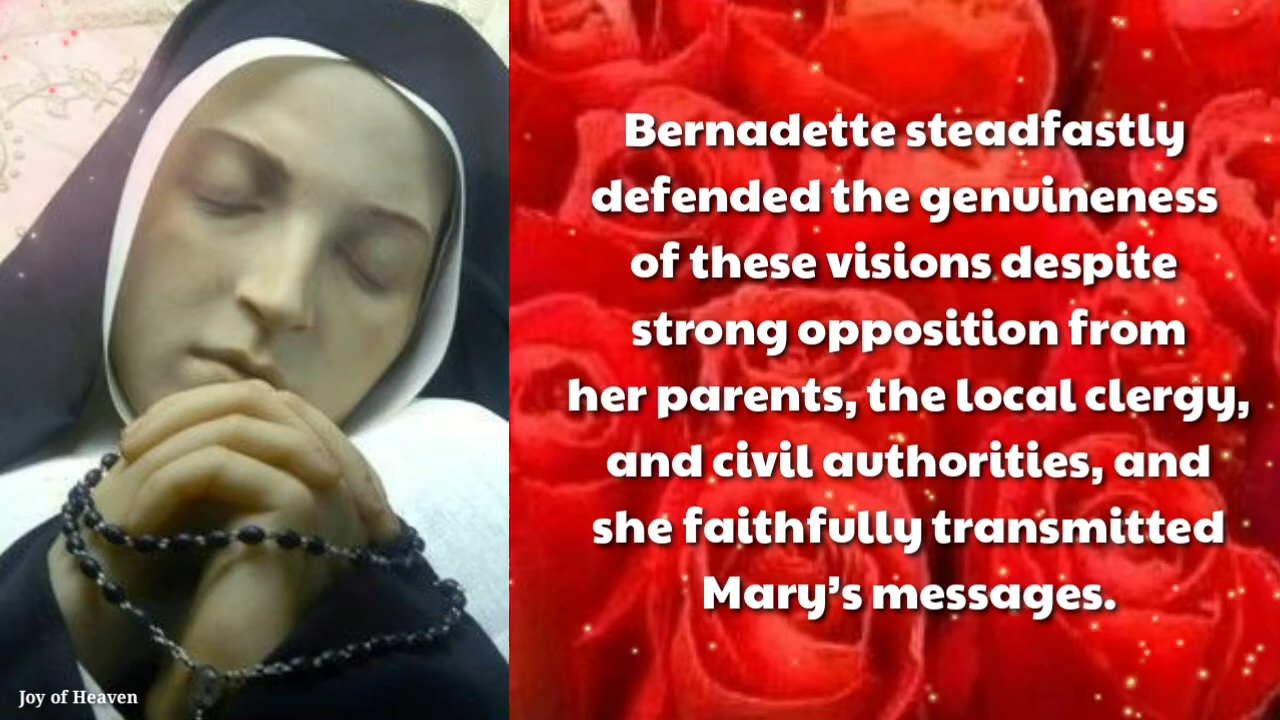 Bernadette steadfastly
defended the genuineness
of these visions despite
strong opposition from
her parents, the local clergy,
and civil authorities, and
she faithfully transmitted
Mary’s messages.
Joy of Heaven